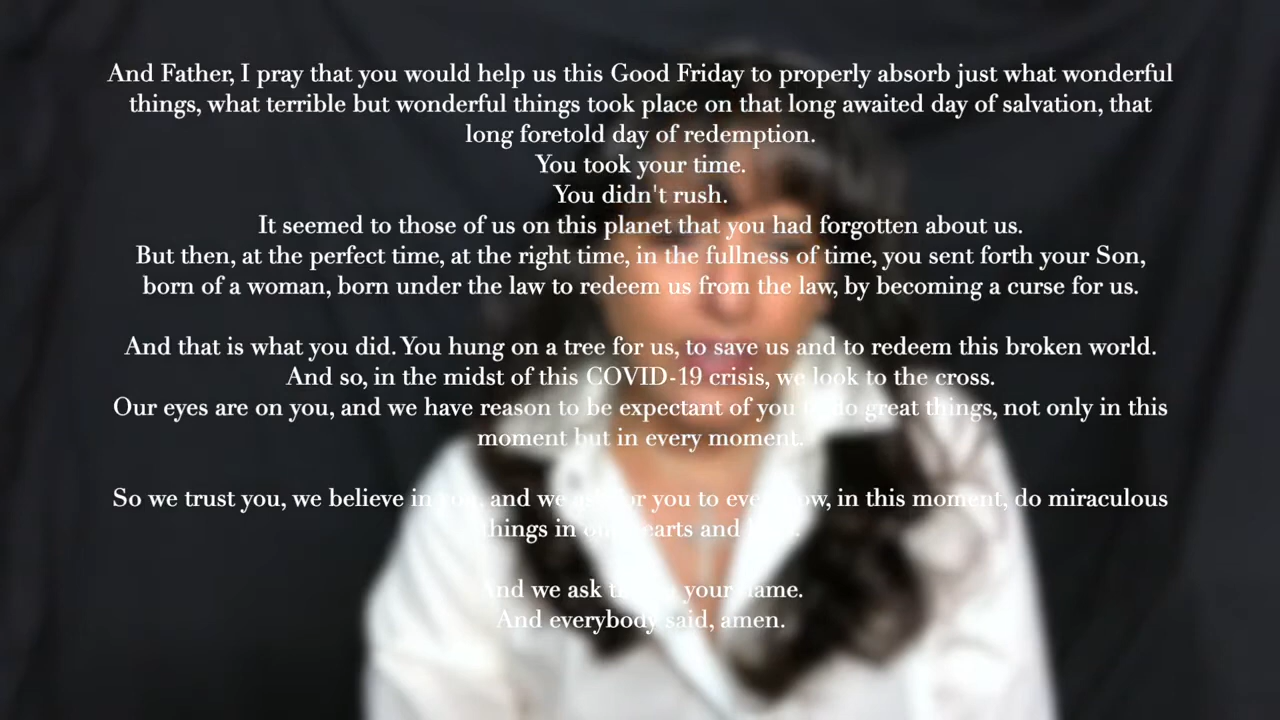 And Father, I pray that you would help us this Good Friday to properly absorb just what wonderful
things, what terrible but wonderful things took place on that long awaited day of salvation, that
long foretold day of redemption.
You took your time.
You didn't rush.
It seemed to those of us on this planet that you had forgotten about us.
But then, at the perfect time, at the right time, in the fullness of time, you sent forth your Son,
born of a woman, born under the law to redeem us from the law, by becoming a curse for us.
And that is what you did. You hung on a tree for us, to save us and to redeem this broken world.
And so, in the midst of this COVID-19 crisis, we look to the cross.
Our eyes are on you, and we have reason to be expectant of you to do great things, not only in this
moment but in every moment.
So we trust you, we believe in you, and we ask for you to even now, in this moment, do miraculous
things in our hearts and
And we ask your name.
And everybody said, amen.